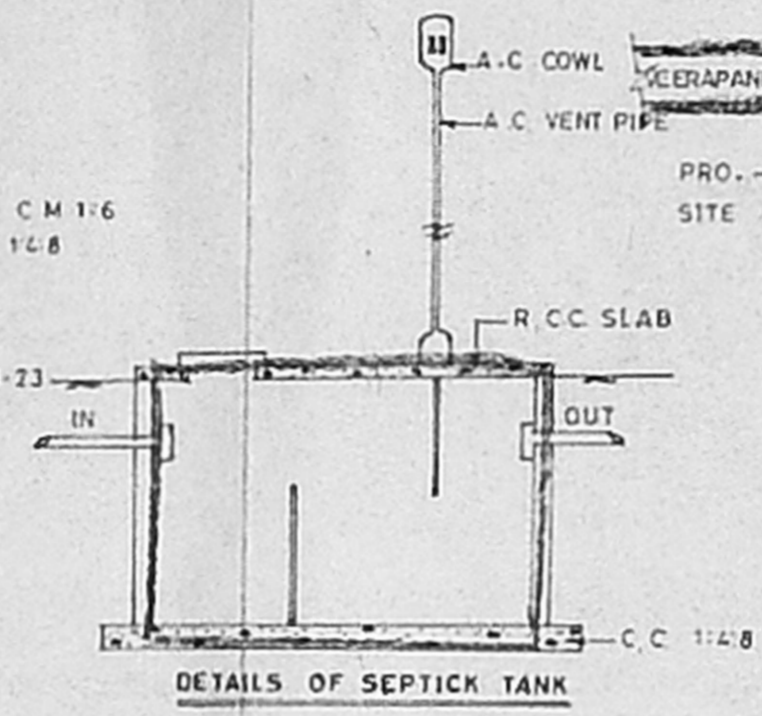 A.C COWL
A.C. VENT PIPE
PRO.-
SITE
C M 1:6
1:4:8
R.C.C. SLAB
-23
IN
OUT
C.C 1:4:8
DETAILS OF SEPTICK TANK